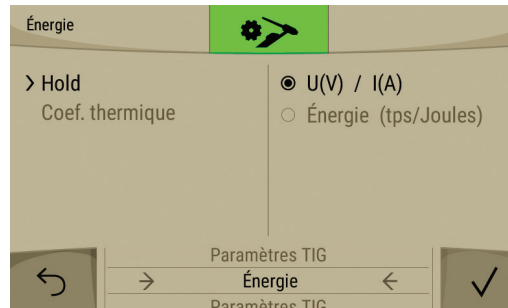 Énergie
> Hold
Coef. thermique
U(V) / I(A)
Énergie (tps/Joules)
Paramètres TIG
Énergie
Paramètres TIG